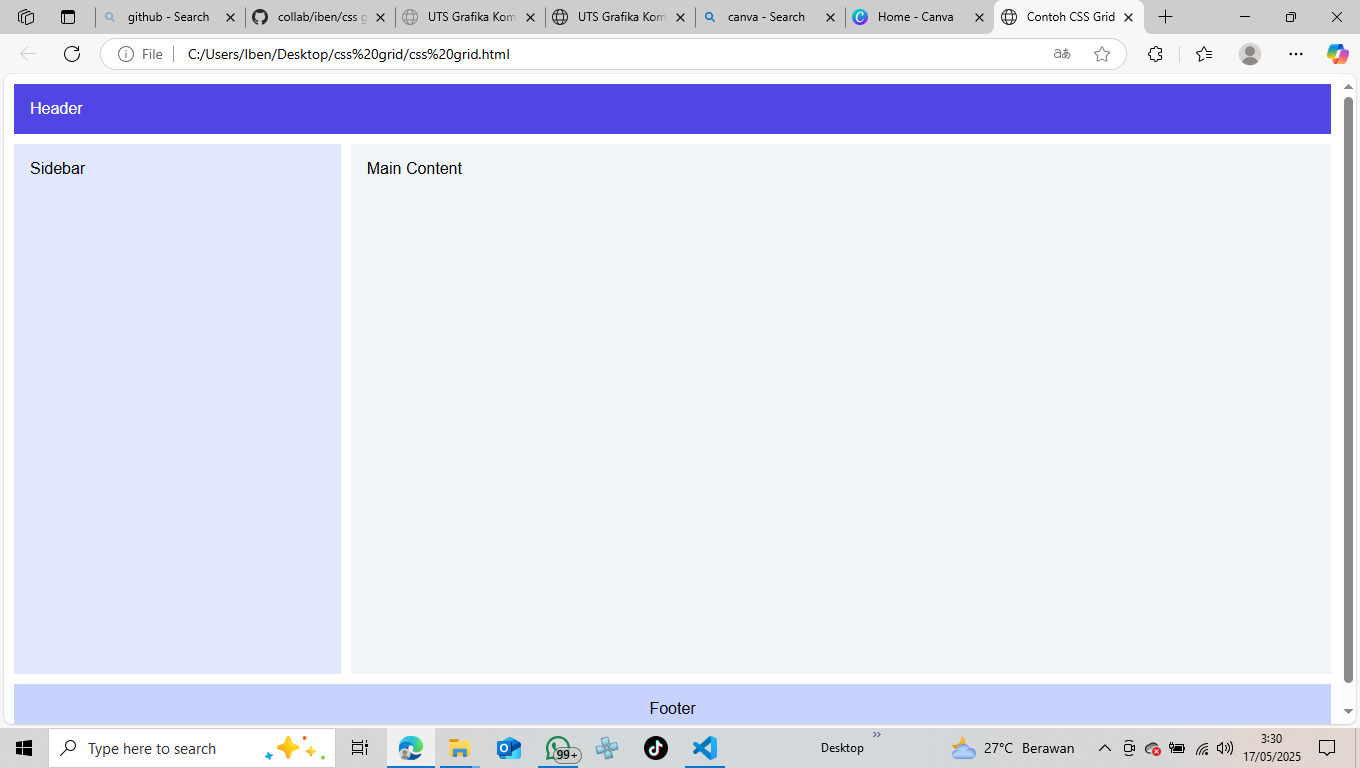 github - Search
collab/iben/css g
UTS Grafika Kom
UTS Grafika Kom
canva - Search
Home - Canva
Contoh CSS Grid
File
C:/Users/Iben/Desktop/css%20grid/css%20grid.html
aあ
Header
Sidebar
Main Content
Footer
Type here to search
99+
Desktop
27°C Berawan
3:30
17/05/2025